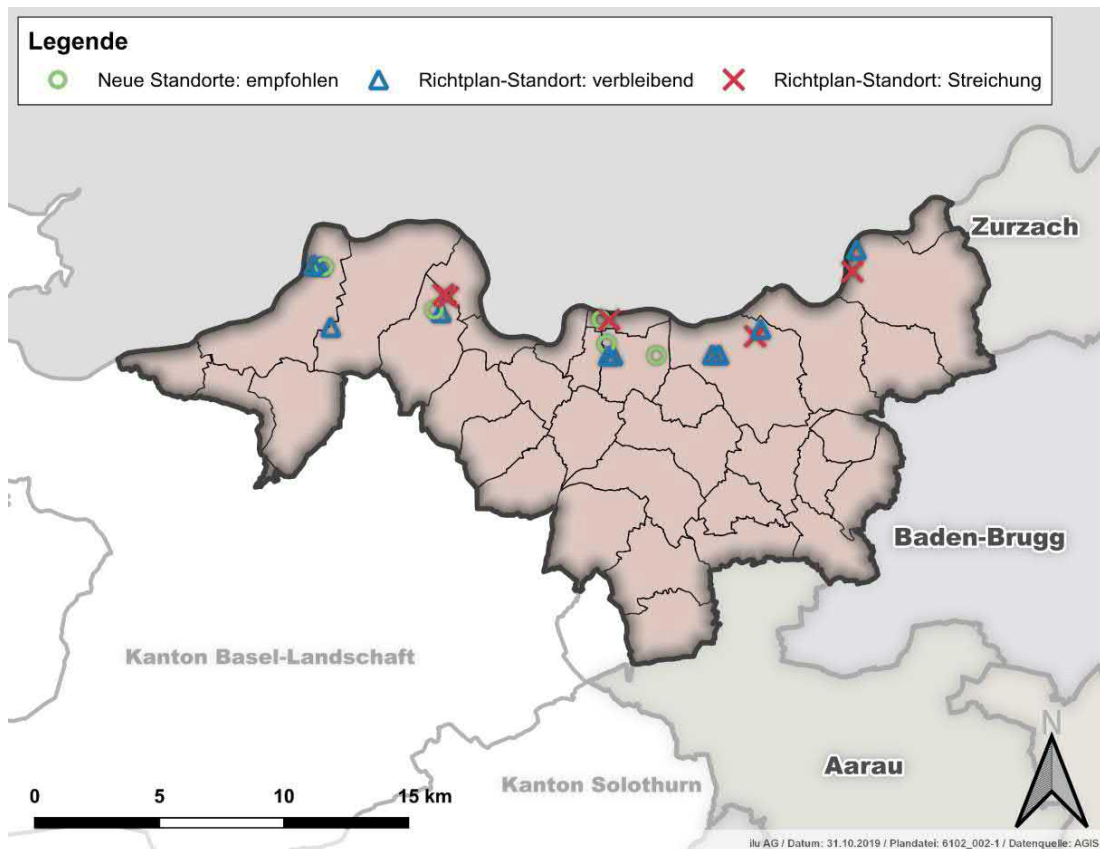 Legende
Neue Standorte: empfohlen Richtplan-Standort: verbleibend Richtplan-Standort: Streichung
Zurzach
Baden-Brugg
Kanton Basel-Landschaft
N
Aarau
Kanton Solothurn
0 5 10 15 km
ilu AG / Datum: 31.10.2019 / Plandatei: 6102_002-1 / Datenquelle: AGIS